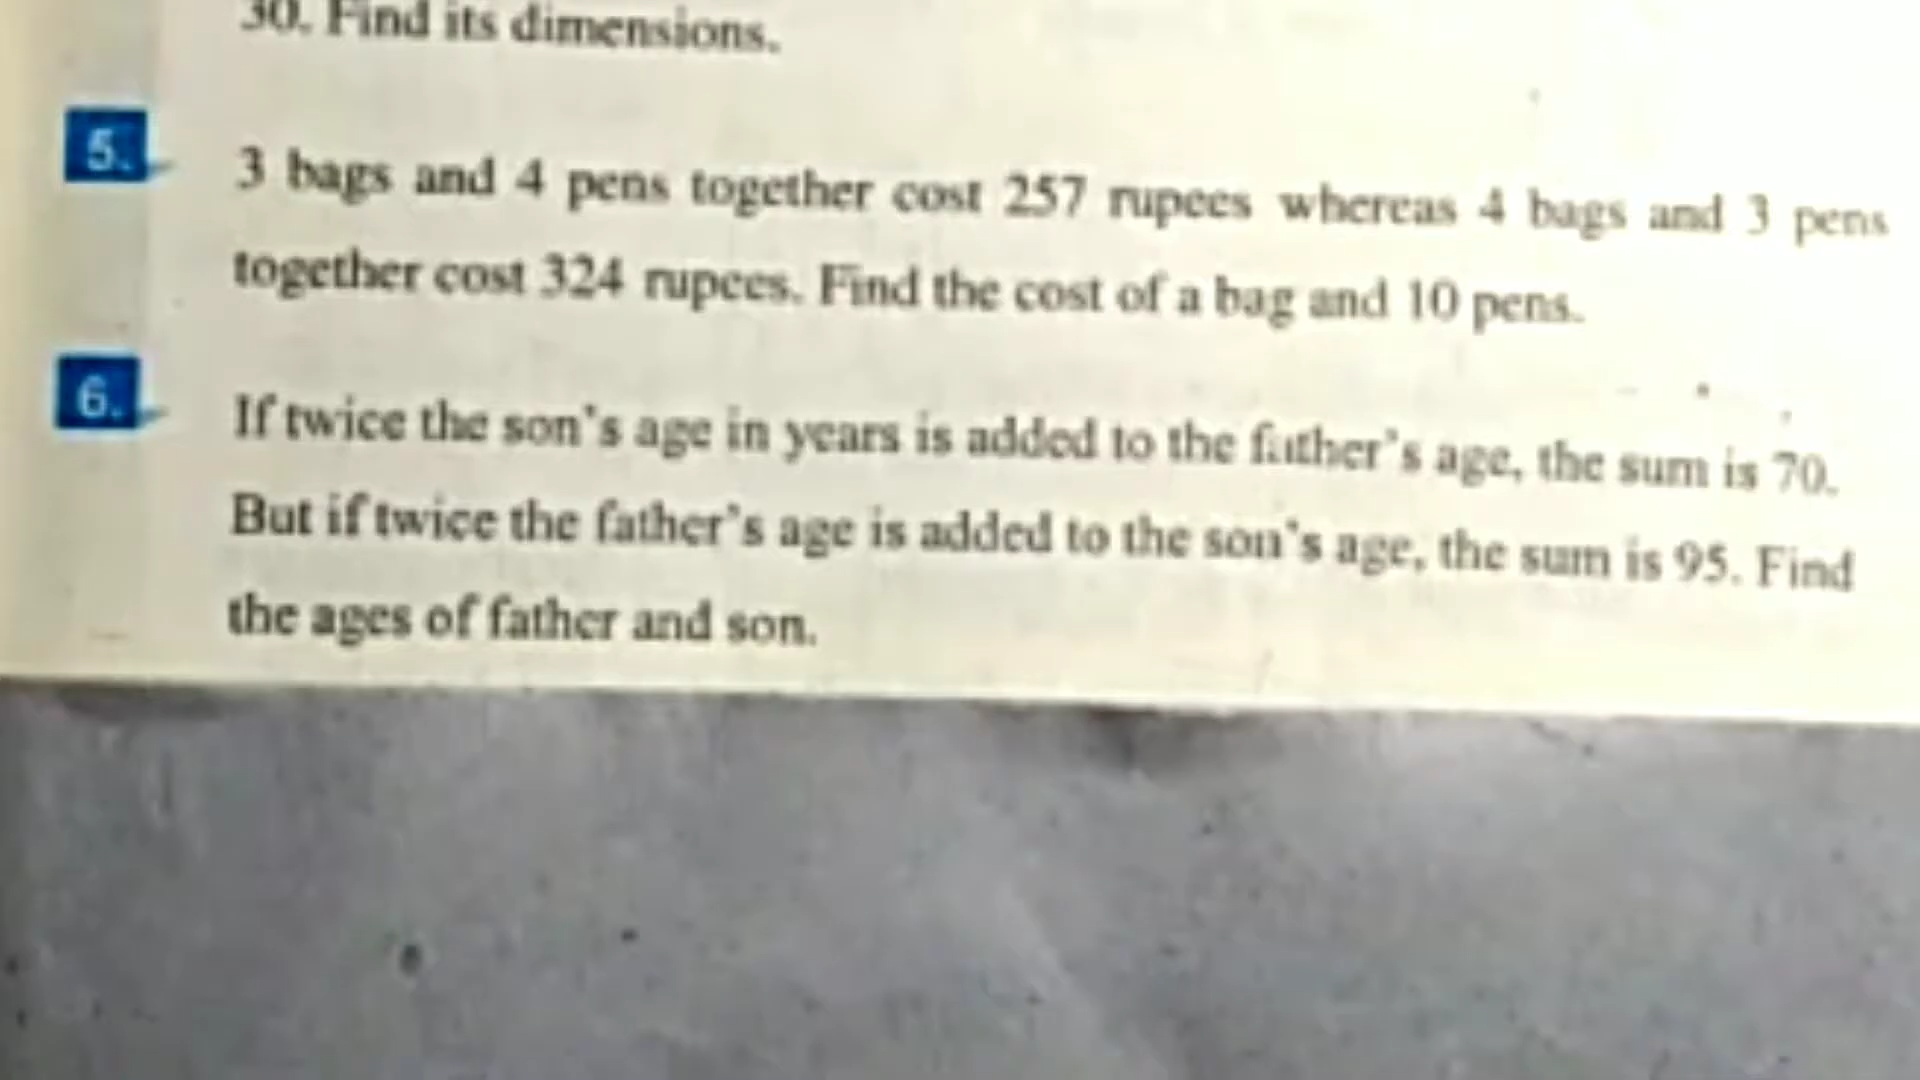 30. Find its dimensions.
5. 3 bags and 4 pens together cost 257 rupees whereas 4 bags and 3 pens
together cost 324 rupees. Find the cost of a bag and 10 pens.
6. If twice the son's age in years is added to the father's age, the sum is 70.
But if twice the father's age is added to the son's age, the sum is 95. Find
the ages of father and son.